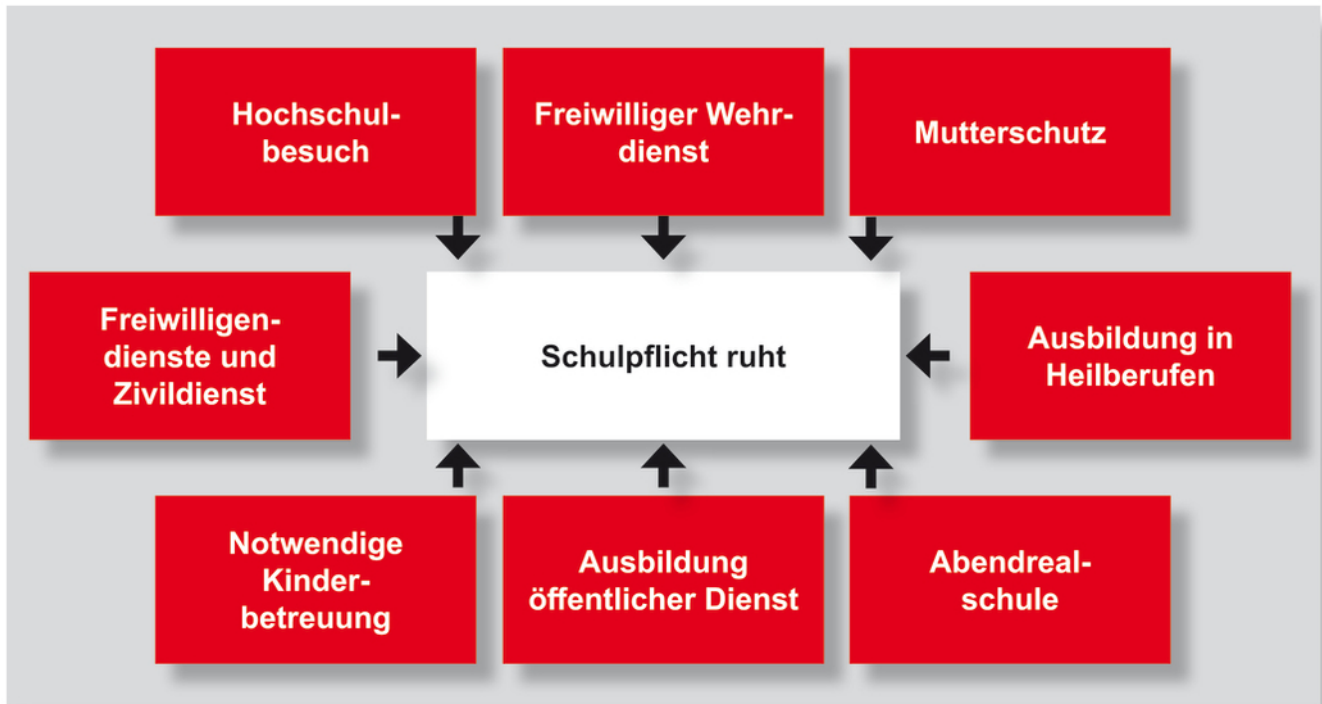 Hochschul-
besuch
Freiwilliger Wehr-
dienst
Mutterschutz
Freiwilligen-
dienste und
Zivildienst
Schulpflicht ruht
Ausbildung in
Heilberufen
Notwendige
Kinder-
betreuung
Ausbildung
öffentlicher Dienst
Abendreal-
schule